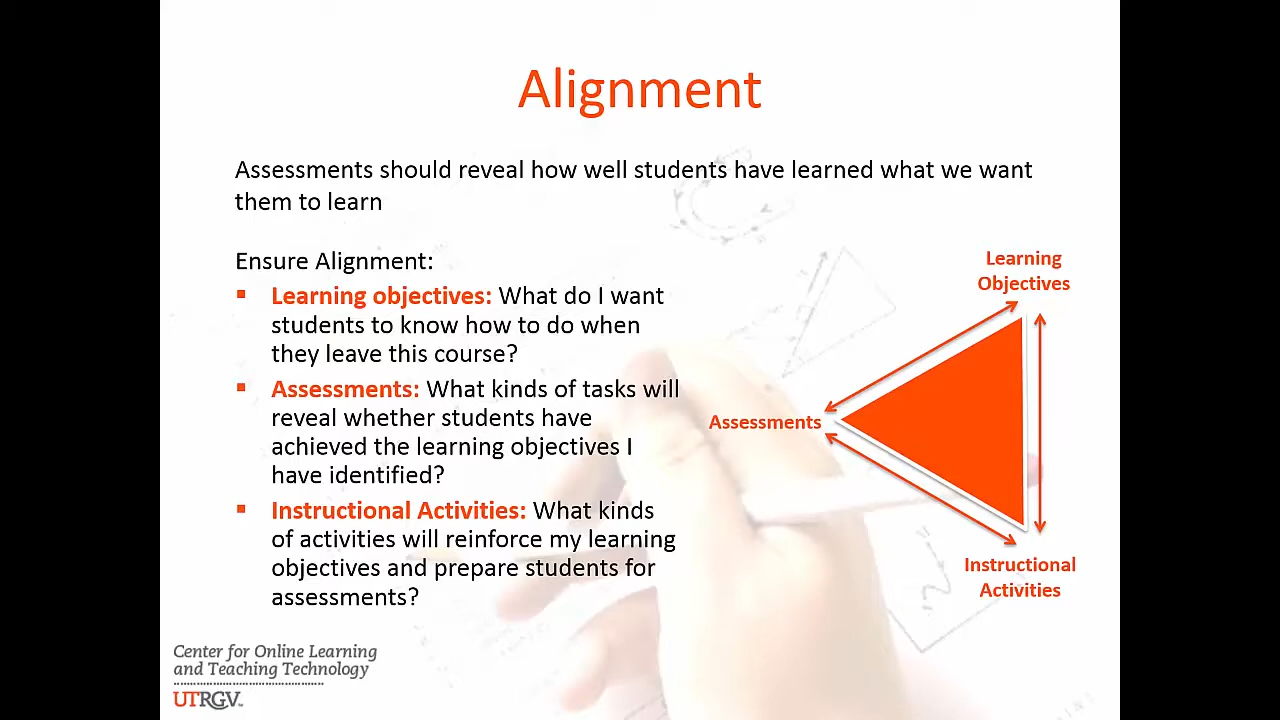 Alignment
Assessments should reveal how well students have learned what we want
them to learn
Ensure Alignment:
▪ Learning objectives: What do I want
students to know how to do when
they leave this course?
▪ Assessments: What kinds of tasks will
reveal whether students have
achieved the learning objectives I
have identified?
▪ Instructional Activities: What kinds
of activities will reinforce my learning
objectives and prepare students for
assessments?
Learning
Objectives
Assessments
Instructional
Activities
Center for Online Learning
and Teaching Technology
UTRGV™